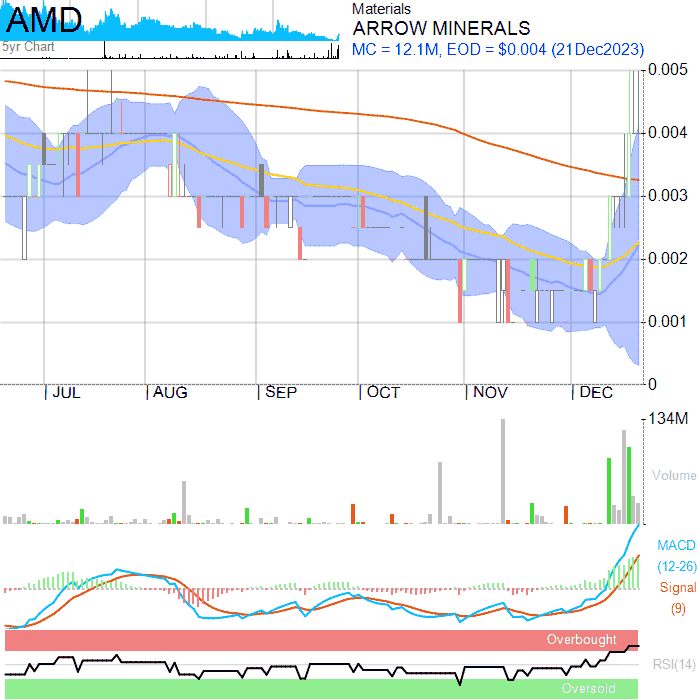 AMD
5yr Chart
Materials
ARROW MINERALS
MC = 12.1M, EOD = $0.004 (21Dec2023)
0.005
0.004
0.003
0.002
0.001
0
JUL AUG SEP OCT NOV DEC
134M
Volume
MACD
(12-26)
Signal
(9)
Overbought
RSI(14)
Oversold